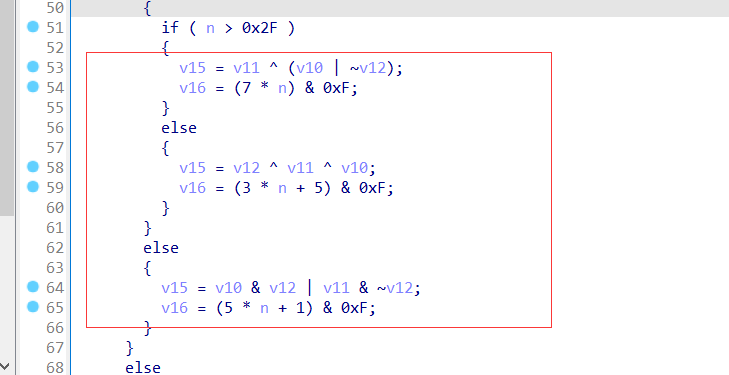 50 {
51 if ( n > 0x2F )
52 {
53 v15 = v11 ^ (v10 | ~v12);
54 v16 = (7 * n) & 0xF;
55 }
56 else
57 {
58 v15 = v12 ^ v11 ^ v10;
59 v16 = (3 * n + 5) & 0xF;
60 }
61 }
62 else
63 {
64 v15 = v10 & v12 | v11 & ~v12;
65 v16 = (5 * n + 1) & 0xF;
66 }
67 }
68 else